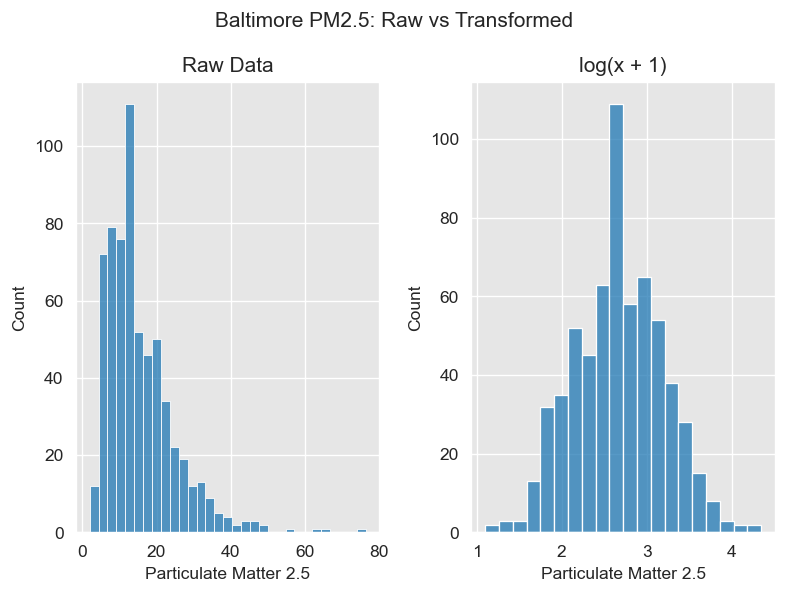 Baltimore PM2.5: Raw vs Transformed
Raw Data
100
80
60
40
20
0
Count
0 20 40 60 80
Particulate Matter 2.5
log(x + 1)
100
80
60
40
20
0
Count
1 2 3 4
Particulate Matter 2.5